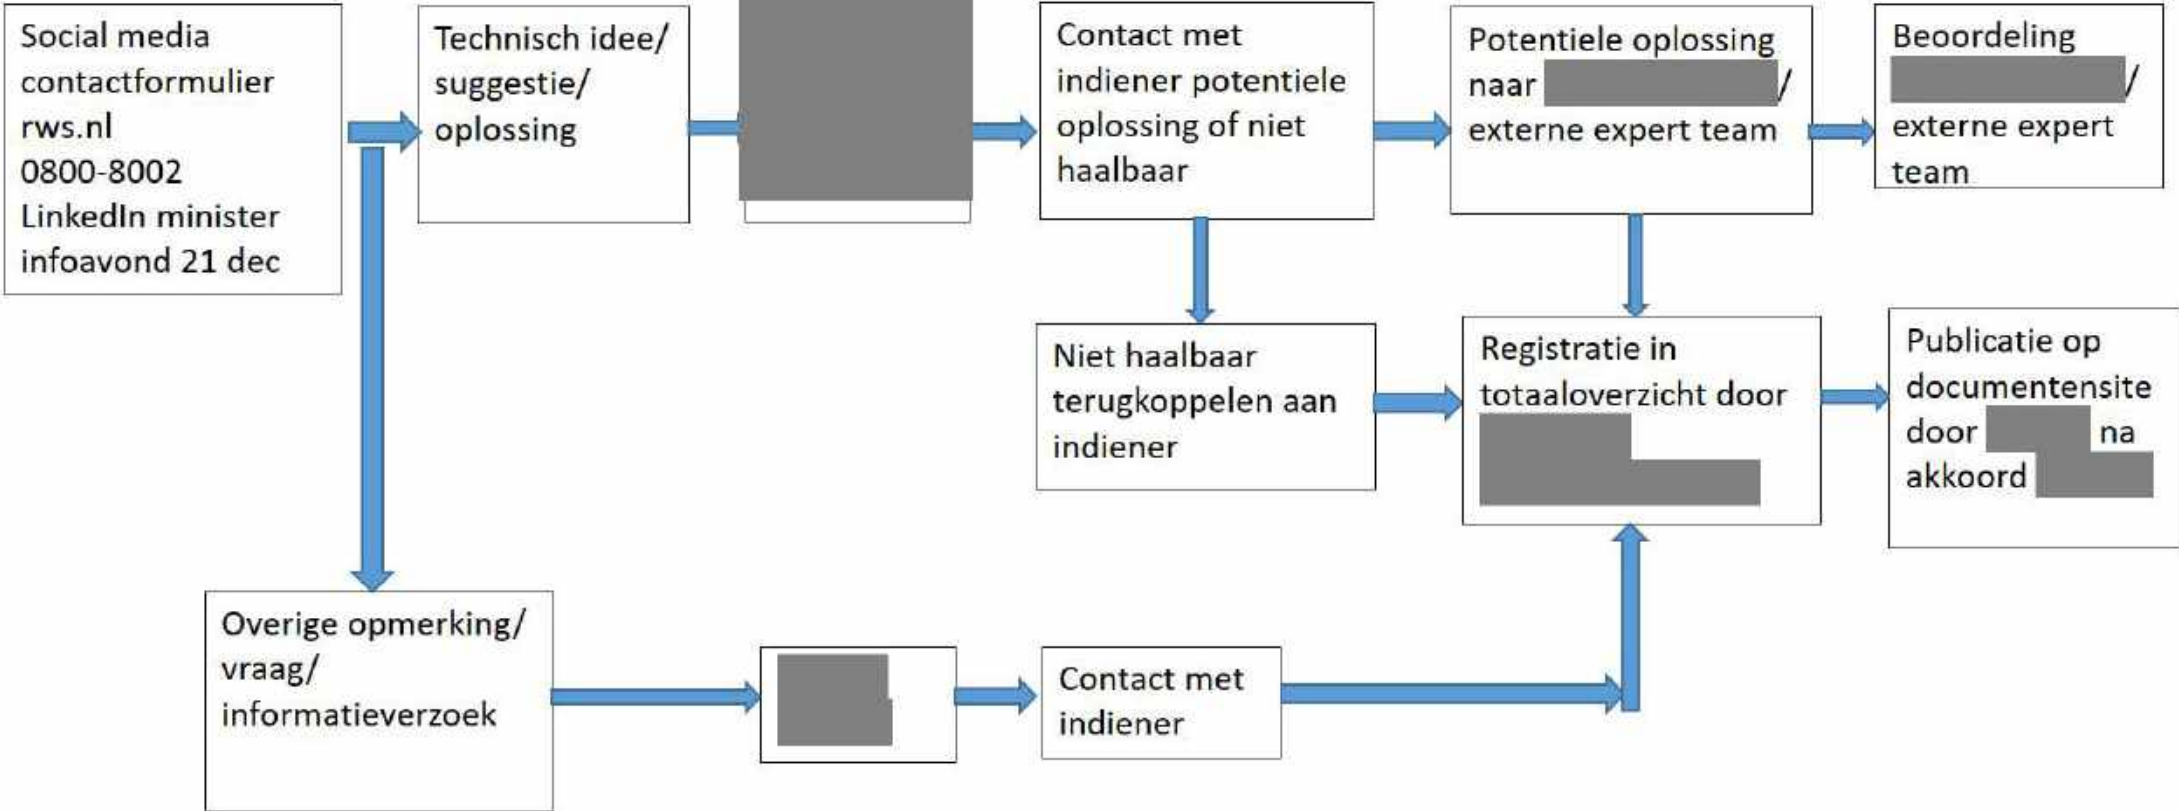 Social media
contactformulier
rws.nl
0800-8002
LinkedIn minister
infoavond 21 dec
Technisch idee/
suggestie/
oplossing
Contact met
indiener potentiele
oplossing of niet
haalbaar
Potentiele oplossing
naar /
externe expert team
Beoordeling
/
externe expert
team
Niet haalbaar
terugkoppelen aan
indiener
Registratie in
totaaloverzicht door
Publicatie op
documentensite
door na
akkoord
Overige opmerking/
vraag/
informatieverzoek
Contact met
indiener